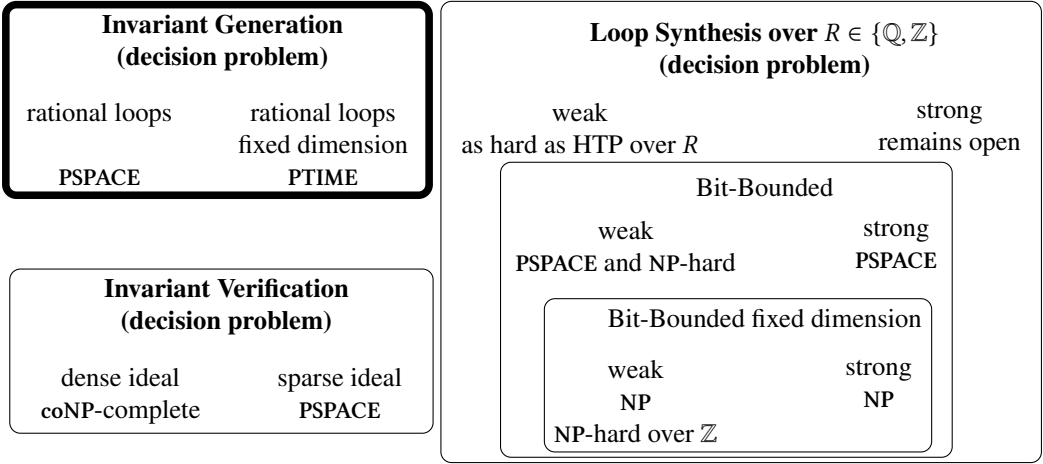 Invariant Generation
(decision problem)
rational loops
PSPACE
rational loops
fixed dimension
PTIME
Invariant Verification
(decision problem)
dense ideal
coNP-complete
sparse ideal
PSPACE
Loop Synthesis over R ∈ {ℚ, ℤ}
(decision problem)
weak
as hard as HTP over R
strong
remains open
Bit-Bounded
weak
PSPACE and NP-hard
strong
PSPACE
Bit-Bounded fixed dimension
weak
NP
NP-hard over ℤ
strong
NP